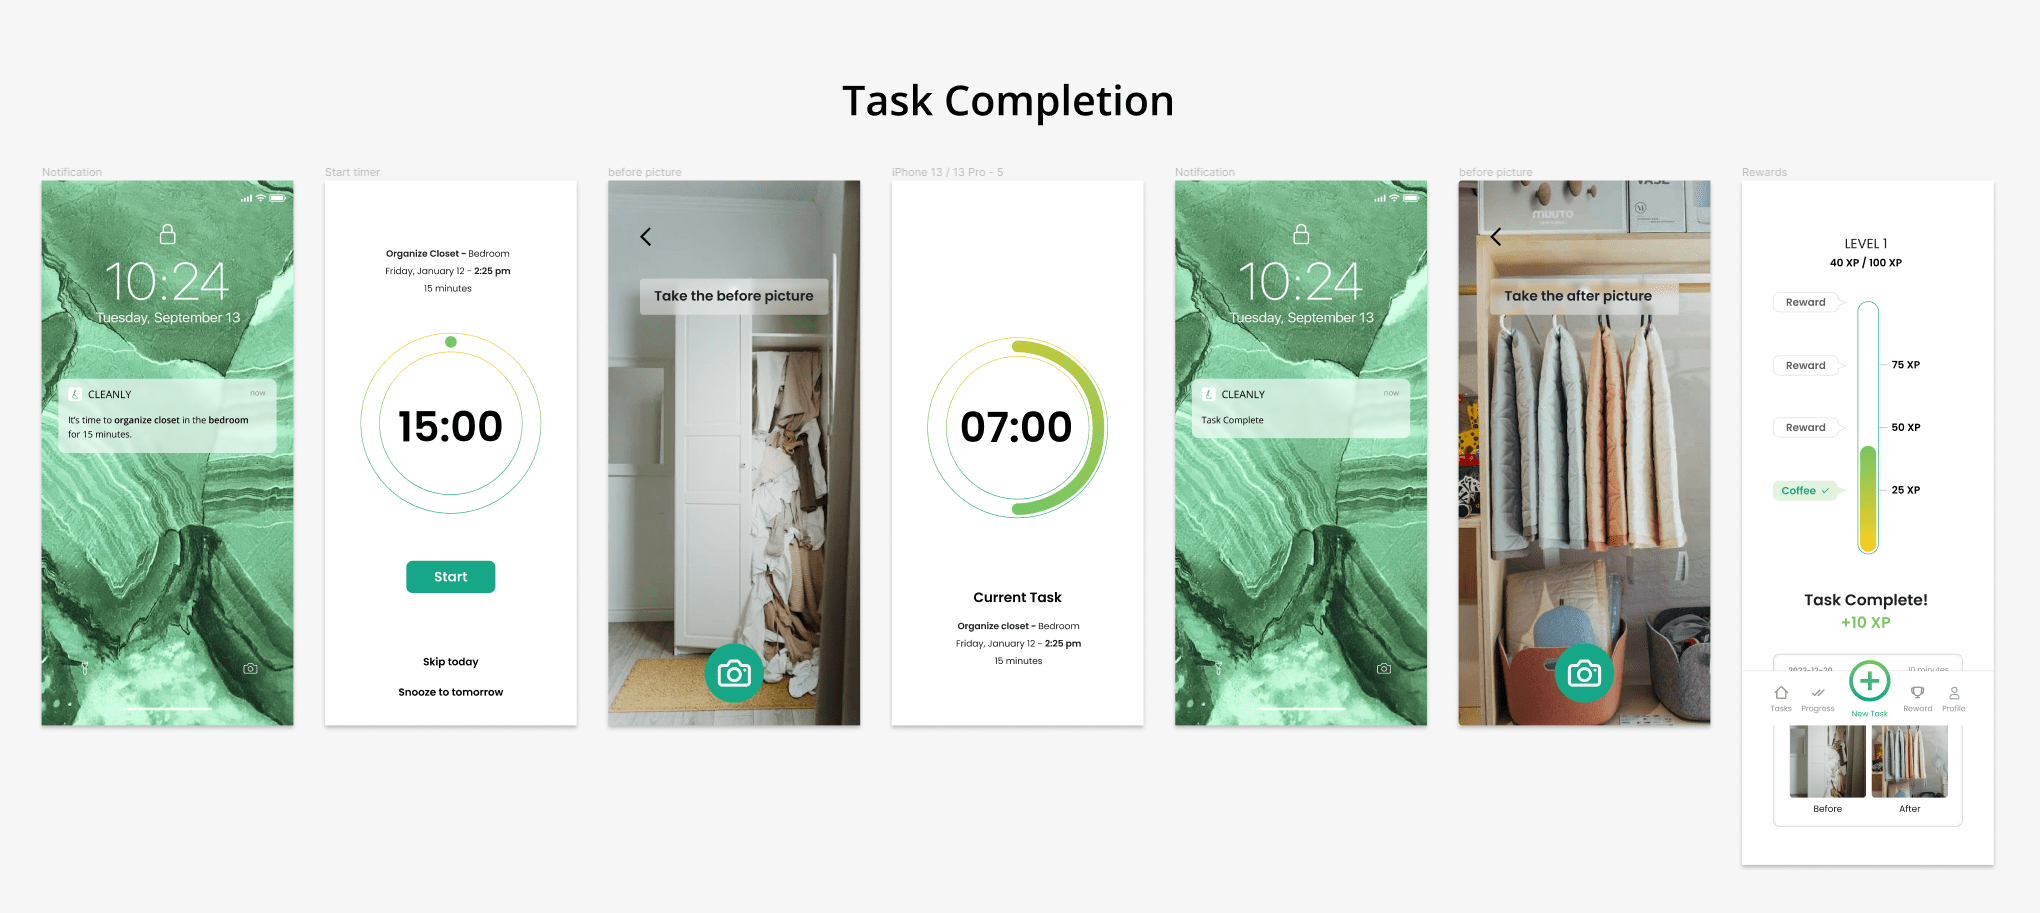 Task Completion
Notification
10:24
Tuesday, September 13
CLEANLY
now
It's time to organize closet in the bedroom
for 15 minutes.
Start timer
Organize Closet - Bedroom
Friday, January 12 - 2:25 pm
15 minutes
15:00
Start
Skip today
Snooze to tomorrow
before picture
Take the before picture
iPhone 13 / 13 Pro - 5
07:00
Current Task
Organize closet - Bedroom
Friday, January 12 - 2:25 pm
15 minutes
Notification
10:24
Tuesday, September 13
CLEANLY
now
Task Complete
before picture
muuto
VASE
Take the after picture
Rewards
LEVEL 1
40 XP / 100 XP
Reward
Reward
75 XP
Reward
50 XP
Coffee
25 XP
Task Complete!
+10 XP
2022-12-20
10 minutes
Tasks
Progress
New Task
Reward
Profile
Before
After